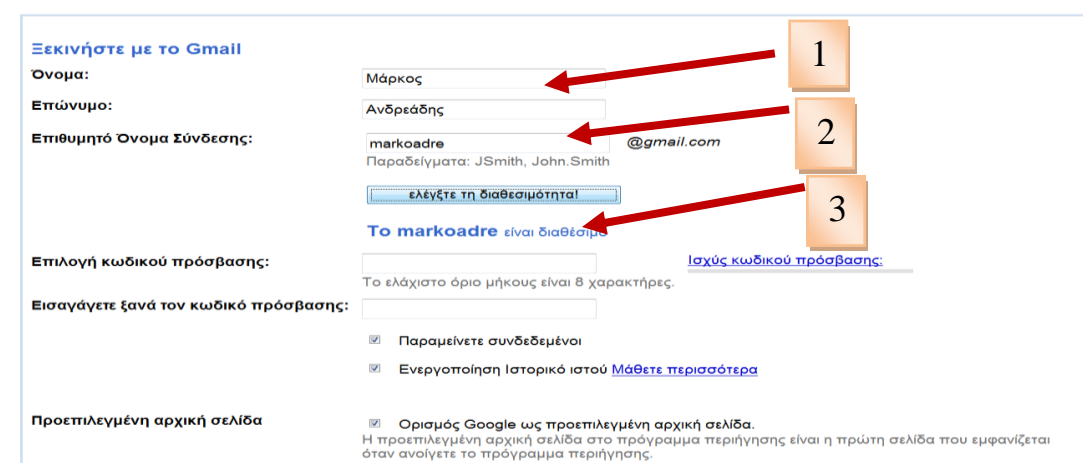 Ξεκινήστε με το Gmail
Όνομα: Μάρκος
1
Επώνυμο: Ανδρεάδης
Επιθυμητό Όνομα Σύνδεσης: markoadre @gmail.com
2
Παραδείγματα: JSmith, John.Smith
ελέγξτε τη διαθεσιμότητα!
3
Το markoadre είναι διαθέσιμο
Επιλογή κωδικού πρόσβασης: Ισχύς κωδικού πρόσβασης:
Το ελάχιστο όριο μήκους είναι 8 χαρακτήρες.
Εισαγάγετε ξανά τον κωδικό πρόσβασης:
Παραμείνετε συνδεδεμένοι
Ενεργοποίηση Ιστορικό ιστού Μάθετε περισσότερα
Προεπιλεγμένη αρχική σελίδα Ορισμός Google ως προεπιλεγμένη αρχική σελίδα.
Η προεπιλεγμένη αρχική σελίδα στο πρόγραμμα περιήγησης είναι η πρώτη σελίδα που εμφανίζεται
όταν ανοίγετε το πρόγραμμα περιήγησης.